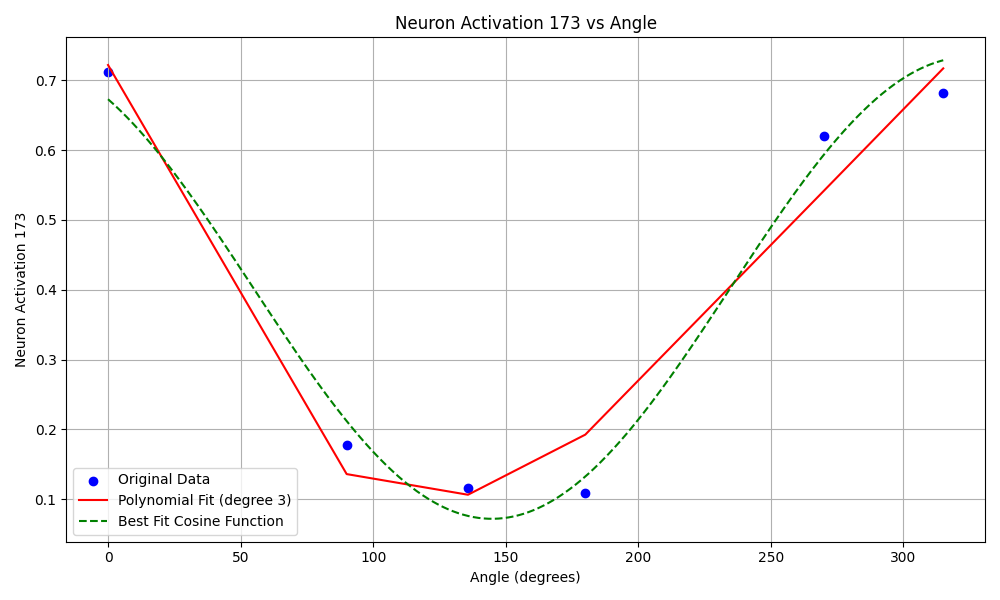 Neuron Activation 173 vs Angle
Neuron Activation 173
0.7
0.6
0.5
0.4
0.3
0.2
0.1
Original Data
Polynomial Fit (degree 3)
Best Fit Cosine Function
0 50 100 150 200 250 300
Angle (degrees)